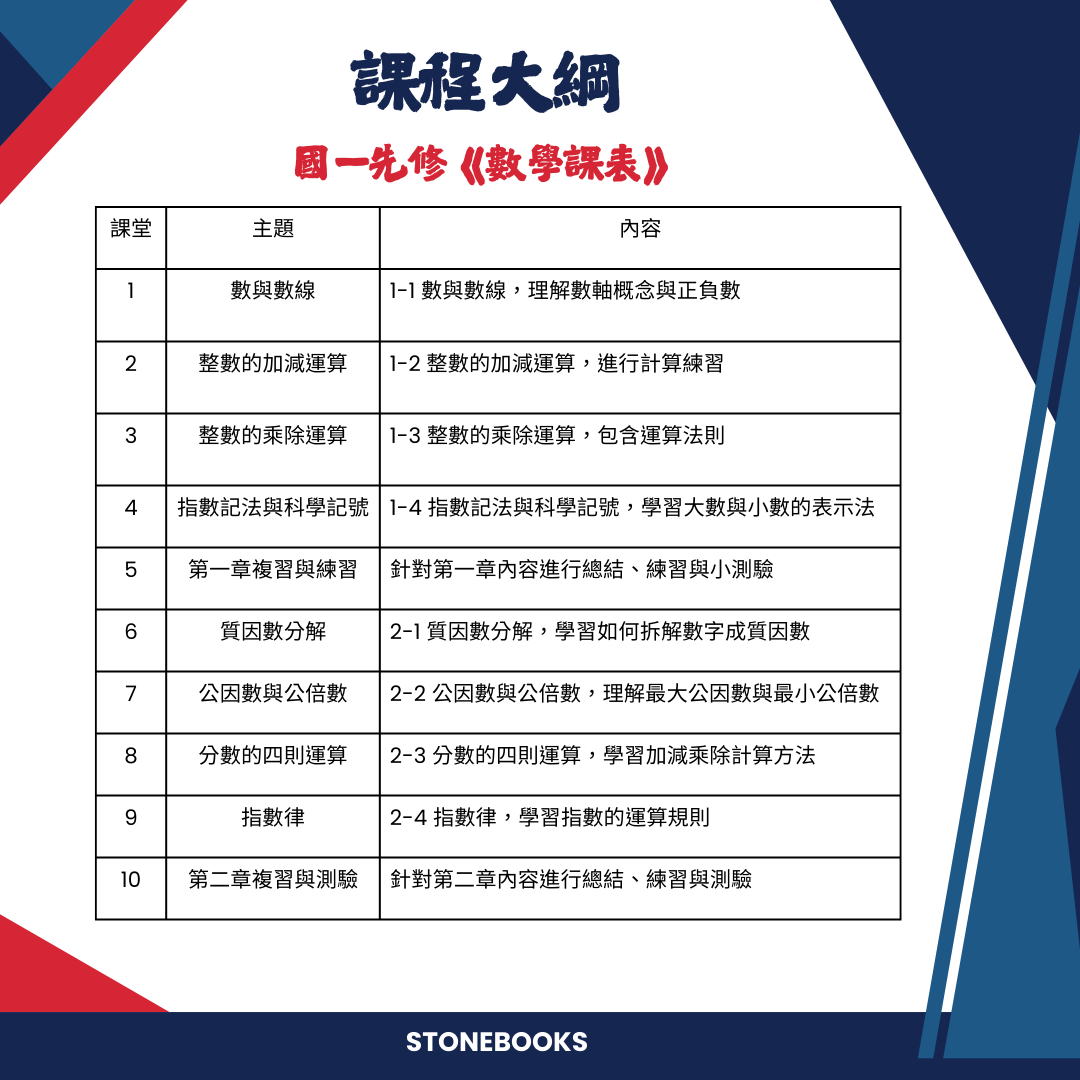 課程大綱
國一先修《數學課表》
課堂 主題 內容
1 數與數線 1-1 數與數線，理解數軸概念與正負數
2 整數的加減運算 1-2 整數的加減運算，進行計算練習
3 整數的乘除運算 1-3 整數的乘除運算，包含運算法則
4 指數記法與科學記號 1-4 指數記法與科學記號，學習大數與小數的表示法
5 第一章複習與練習 針對第一章內容進行總結、練習與小測驗
6 質因數分解 2-1 質因數分解，學習如何拆解數字成質因數
7 公因數與公倍數 2-2 公因數與公倍數，理解最大公因數與最小公倍數
8 分數的四則運算 2-3 分數的四則運算，學習加減乘除計算方法
9 指數律 2-4 指數律，學習指數的運算規則
10 第二章複習與測驗 針對第二章內容進行總結、練習與測驗
STONEBOOKS